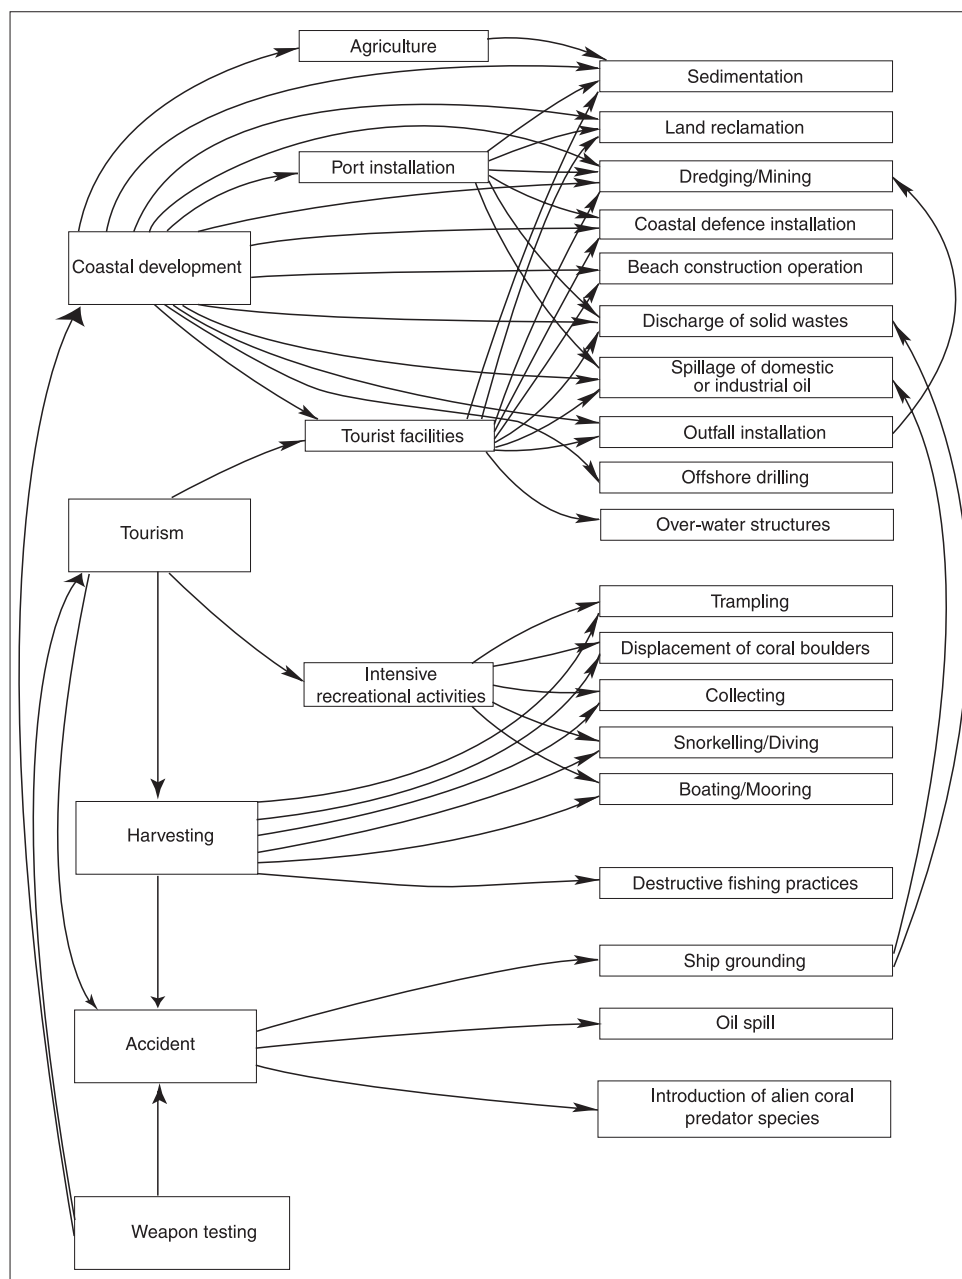 Agriculture
Sedimentation
Land reclamation
Port installation
Dredging/Mining
Coastal defence installation
Coastal development
Beach construction operation
Discharge of solid wastes
Spillage of domestic
or industrial oil
Tourist facilities
Outfall installation
Offshore drilling
Over-water structures
Tourism
Trampling
Displacement of coral boulders
Intensive
recreational activities
Collecting
Snorkelling/Diving
Boating/Mooring
Harvesting
Destructive fishing practices
Ship grounding
Oil spill
Accident
Introduction of alien coral
predator species
Weapon testing